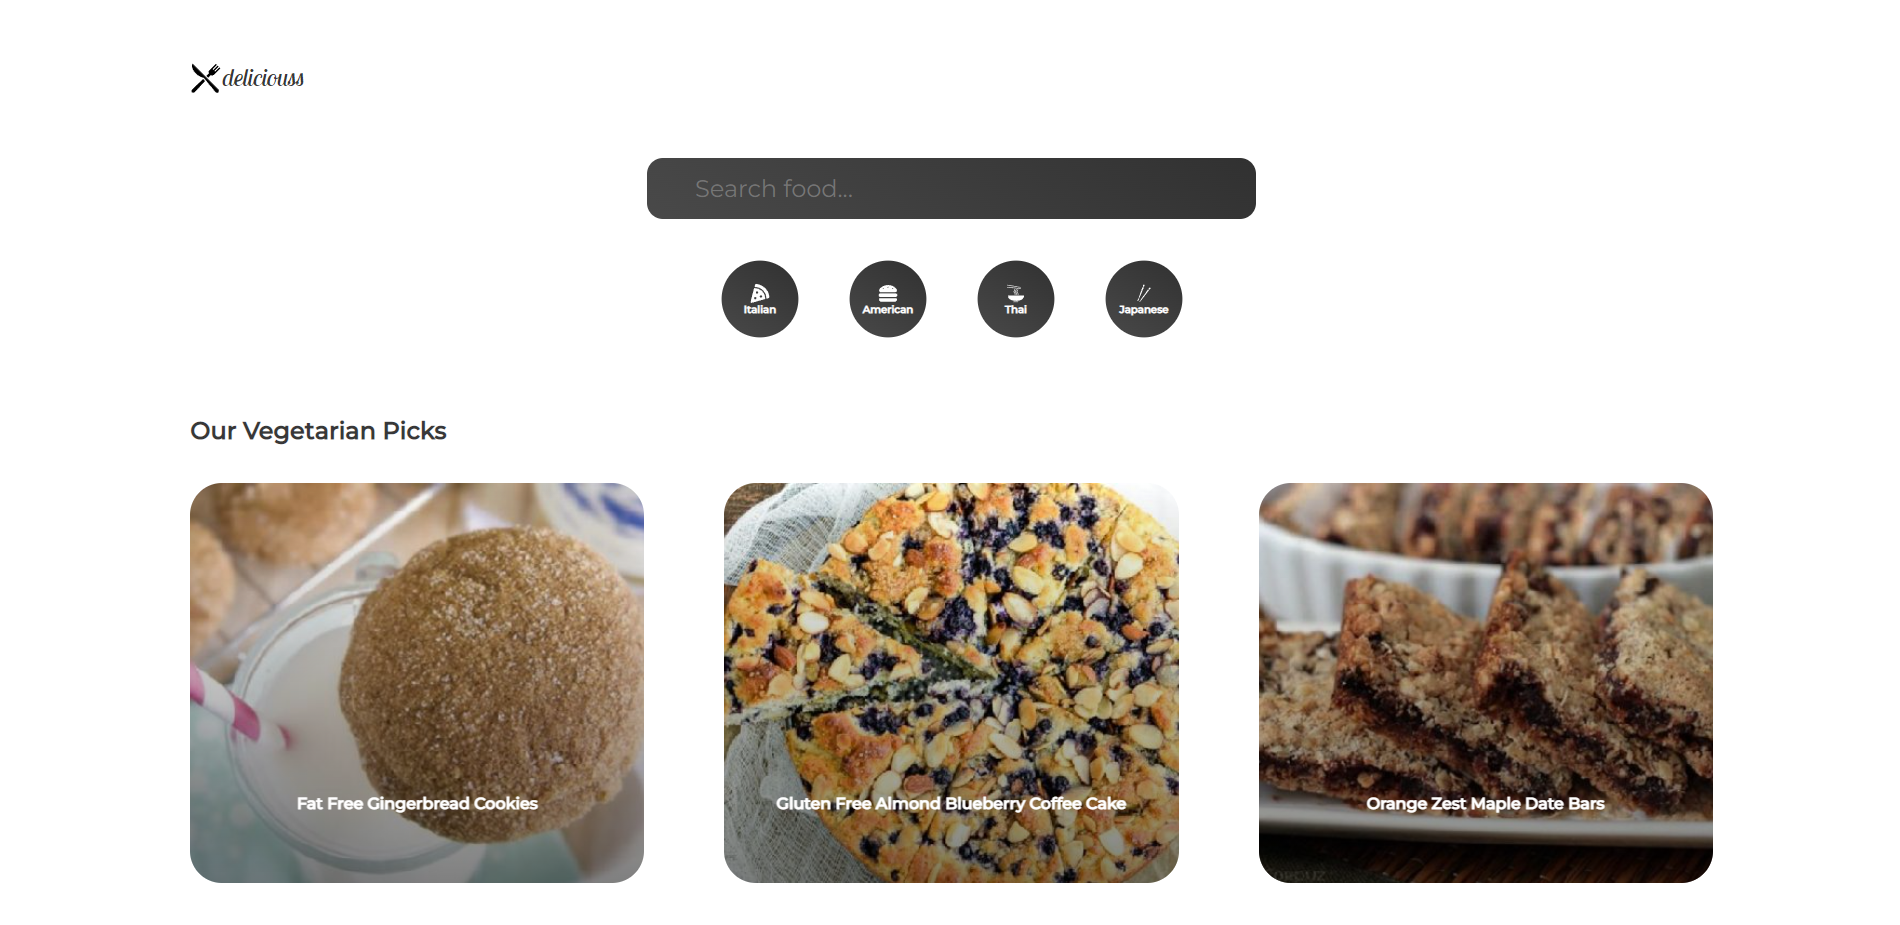 deliciouss
Search food...
Italian
American
Thai
Japanese
Our Vegetarian Picks
Fat Free Gingerbread Cookies
Gluten Free Almond Blueberry Coffee Cake
Orange Zest Maple Date Bars